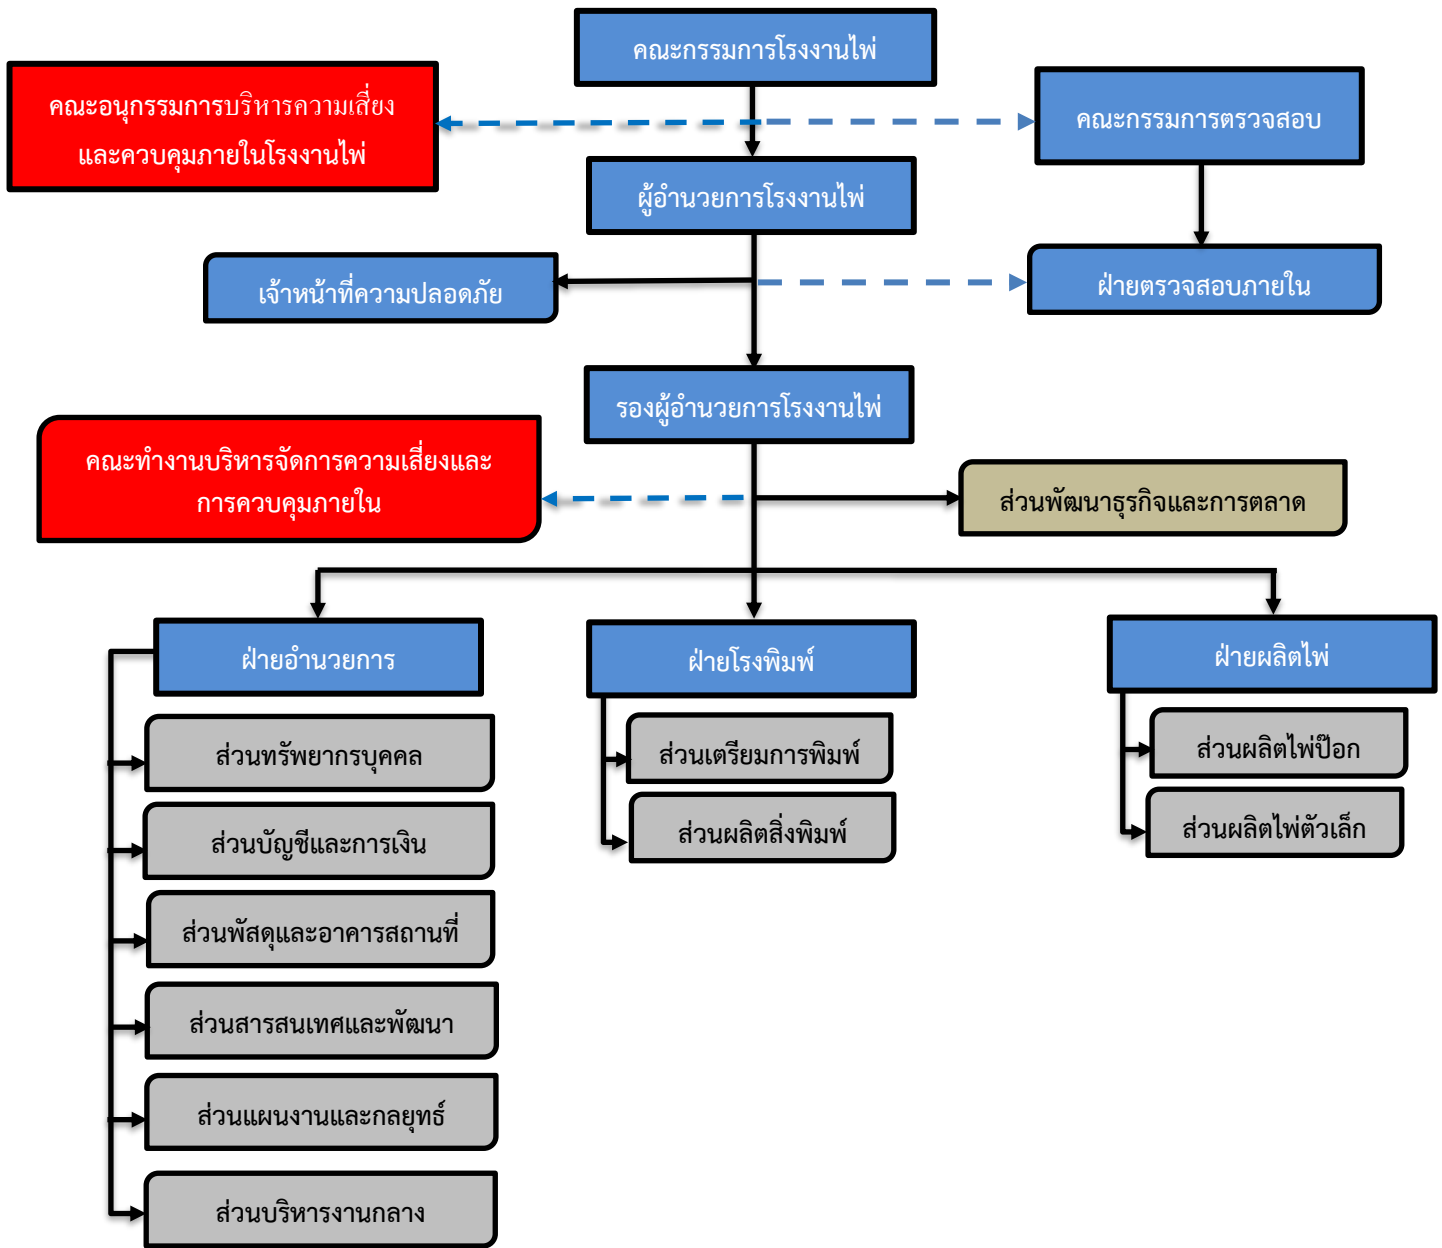 คณะกรรมการโรงงานไพ่
คณะอนุกรรมการบริหารความเสี่ยง
และควบคุมภายในโรงงานไพ่
คณะกรรมการตรวจสอบ
ผู้อำนวยการโรงงานไพ่
เจ้าหน้าที่ความปลอดภัย
ฝ่ายตรวจสอบภายใน
รองผู้อำนวยการโรงงานไพ่
คณะทำงานบริหารจัดการความเสี่ยงและ
การควบคุมภายใน
ส่วนพัฒนาธุรกิจและการตลาด
ฝ่ายอำนวยการ
ส่วนทรัพยากรบุคคล
ส่วนบัญชีและการเงิน
ส่วนพัสดุและอาคารสถานที่
ส่วนสารสนเทศและพัฒนา
ส่วนแผนงานและกลยุทธ์
ส่วนบริหารงานกลาง
ฝ่ายโรงพิมพ์
ส่วนเตรียมการพิมพ์
ส่วนผลิตสิ่งพิมพ์
ฝ่ายผลิตไพ่
ส่วนผลิตไพ่ป๊อก
ส่วนผลิตไพ่ตัวเล็ก